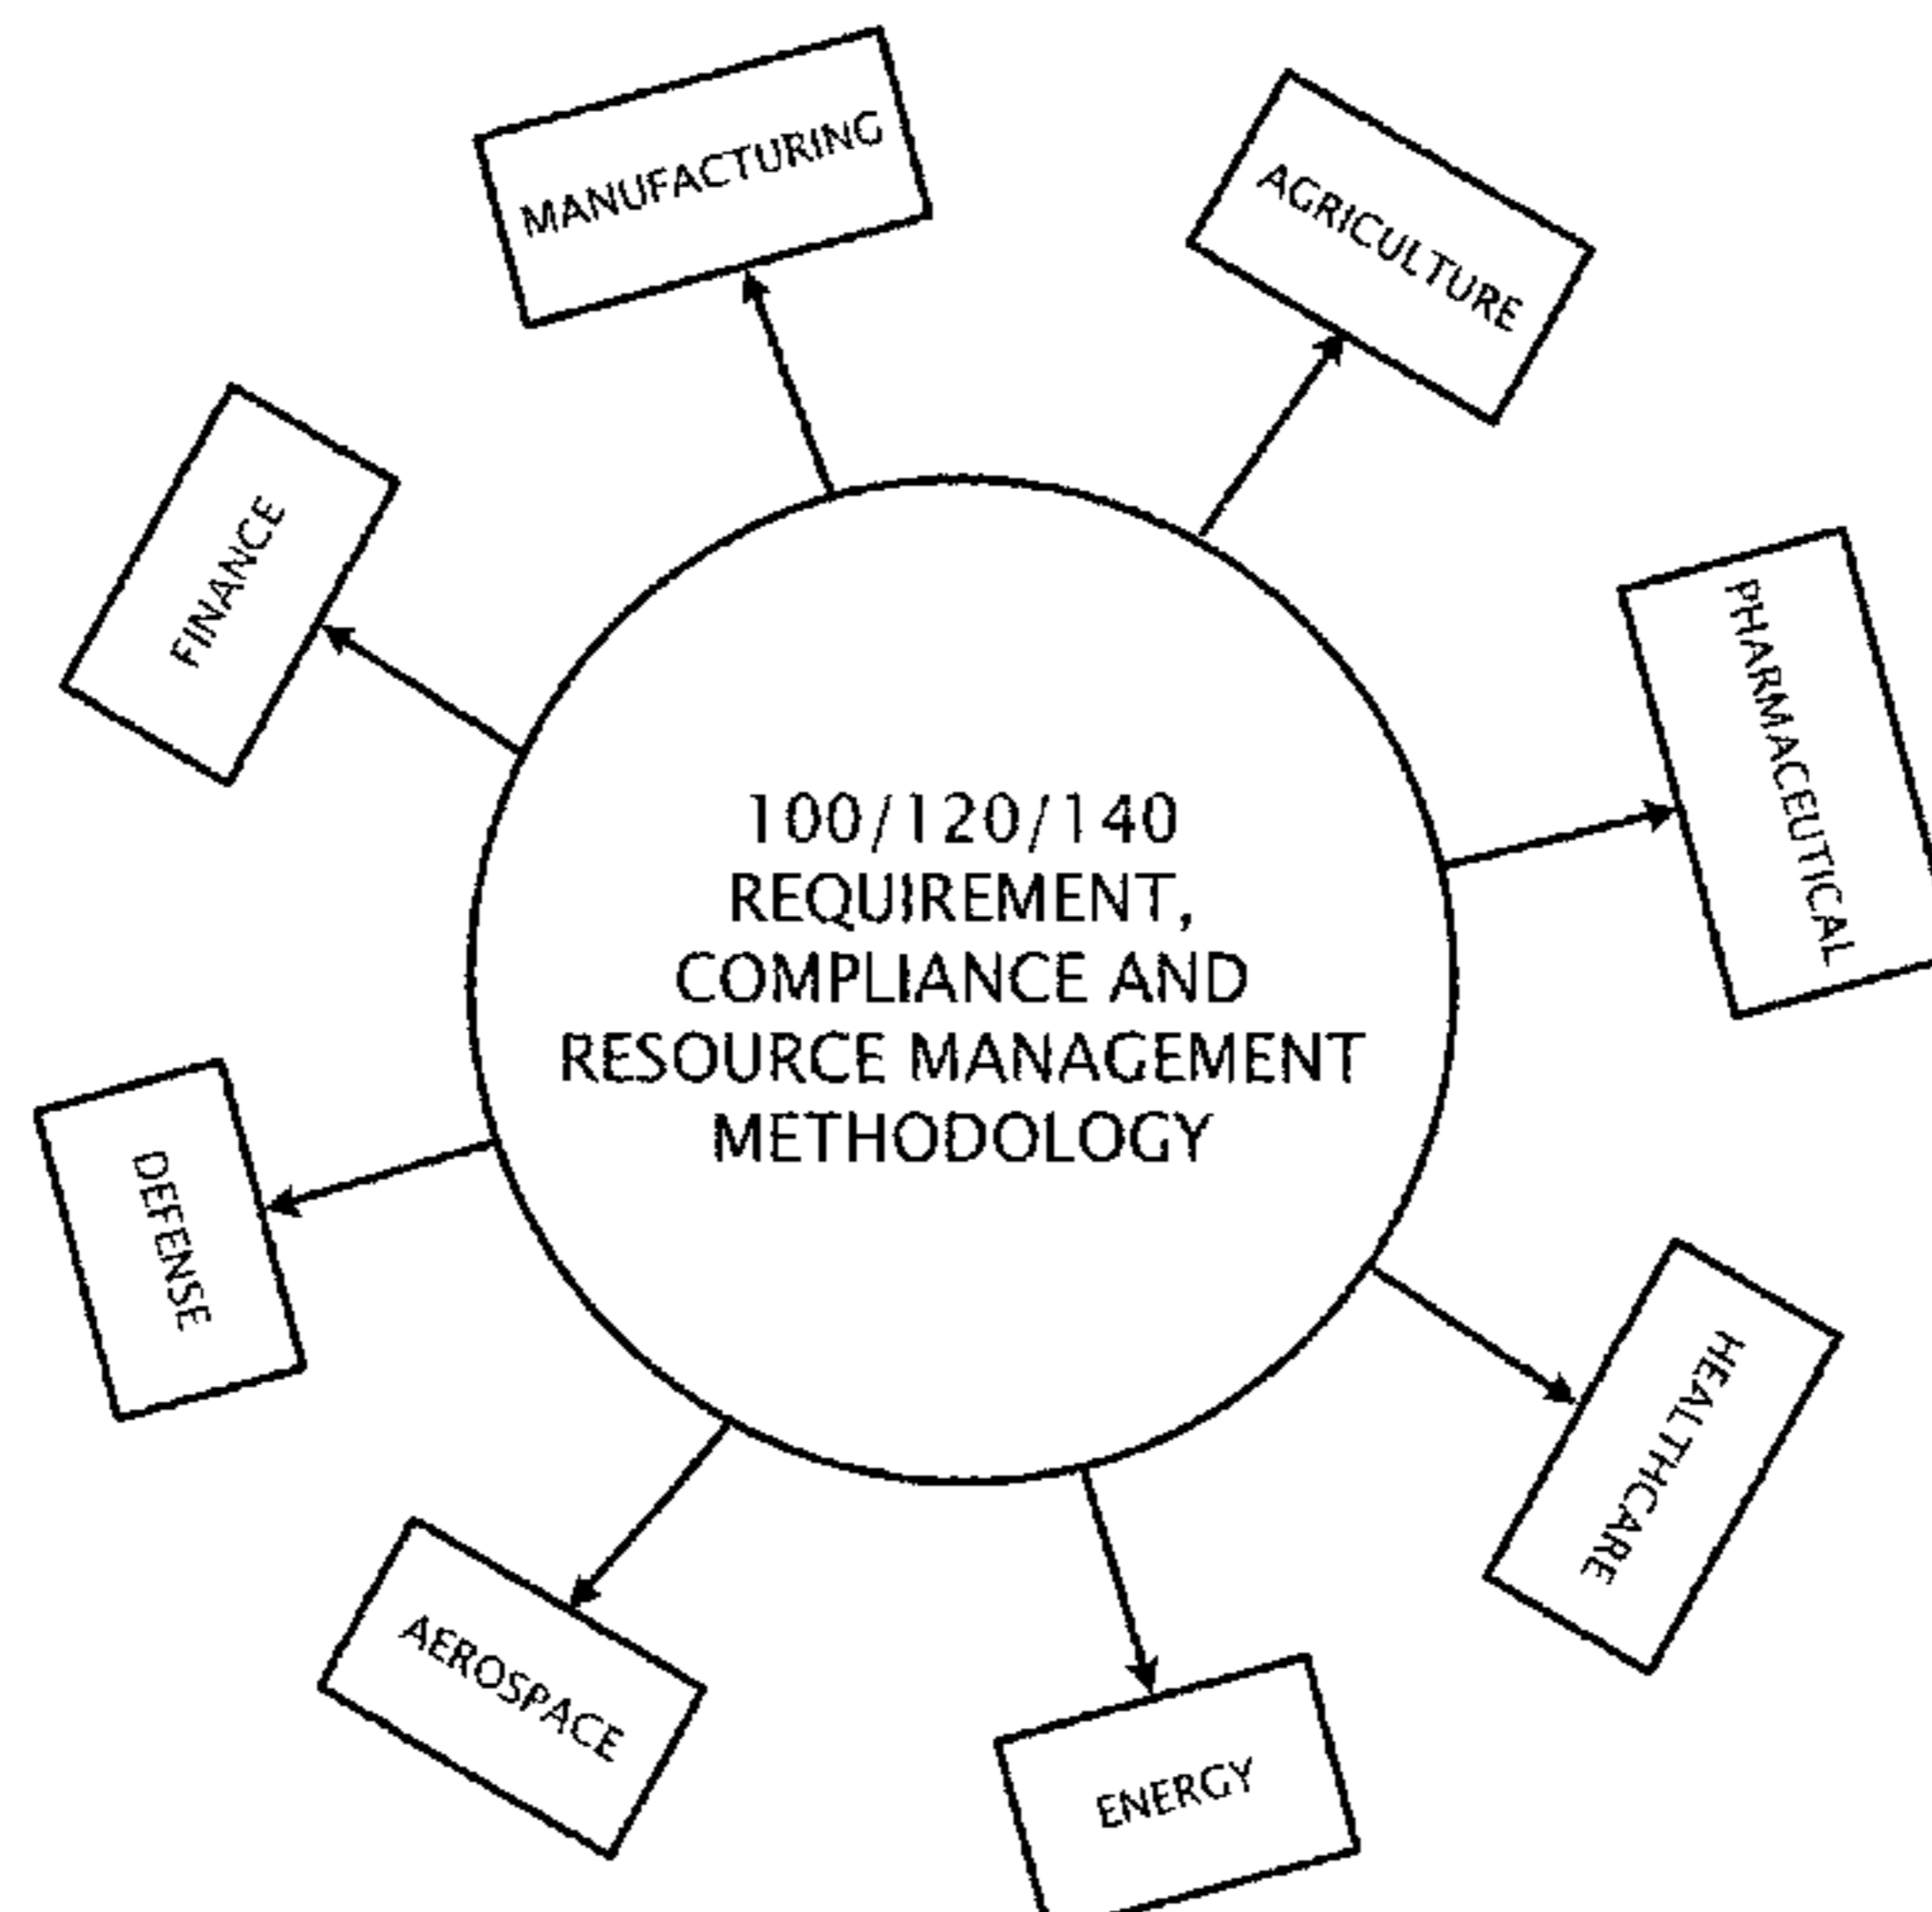 MANUFACTURING
AGRICULTURE
FINANCE
PHARMACEUTICAL
100/120/140
REQUIREMENT,
COMPLIANCE AND
RESOURCE MANAGEMENT
METHODOLOGY
DEFENSE
HEALTHCARE
AEROSPACE
ENERGY